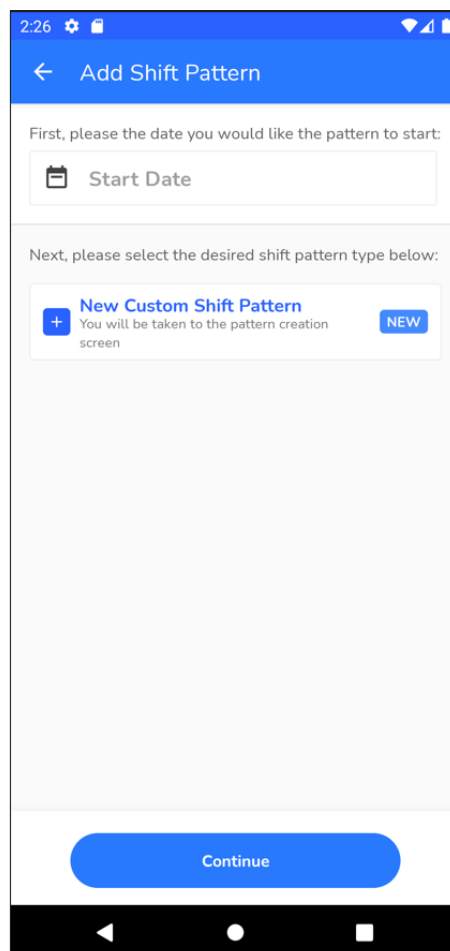 2:26
Add Shift Pattern
First, please the date you would like the pattern to start:
Start Date
Next, please select the desired shift pattern type below:
New Custom Shift Pattern
You will be taken to the pattern creation
screen
NEW
Continue